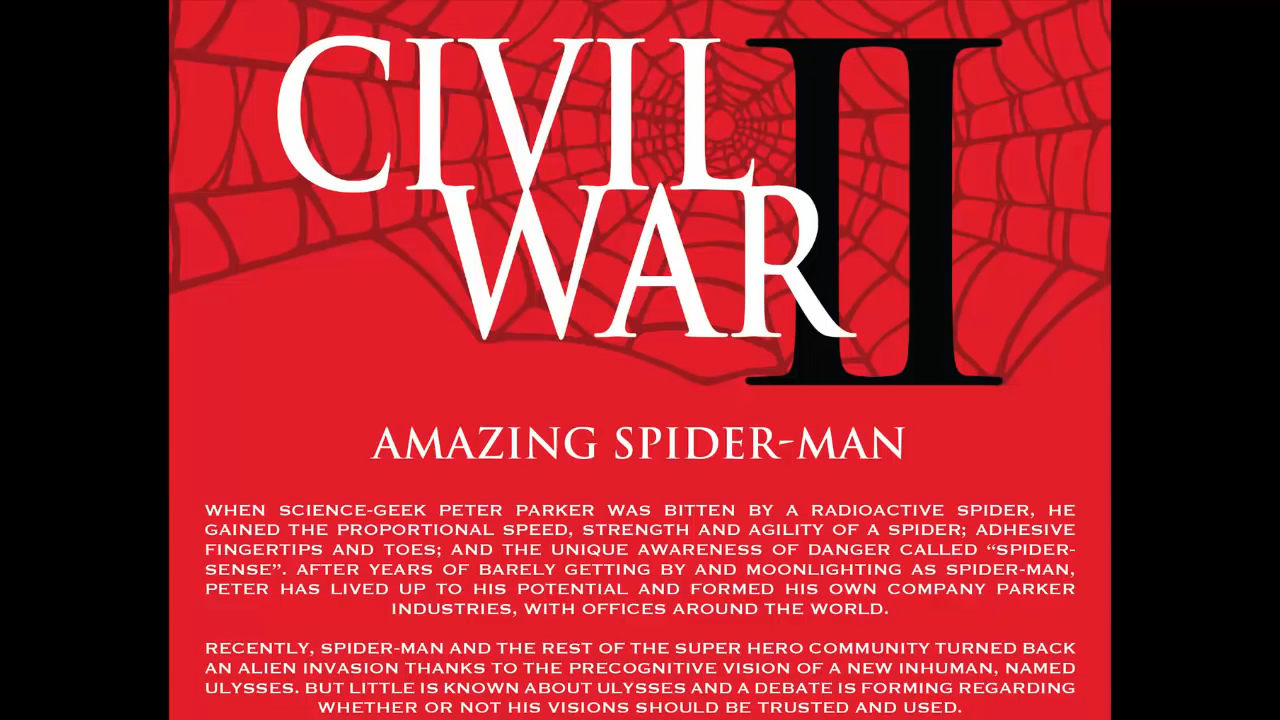 CIVIL
WAR II
AMAZING SPIDER-MAN
WHEN SCIENCE-GEEK PETER PARKER WAS BITTEN BY A RADIOACTIVE SPIDER, HE
GAINED THE PROPORTIONAL SPEED, STRENGTH AND AGILITY OF A SPIDER; ADHESIVE
FINGERTIPS AND TOES; AND THE UNIQUE AWARENESS OF DANGER CALLED “SPIDER-
SENSE”. AFTER YEARS OF BARELY GETTING BY AND MOONLIGHTING AS SPIDER-MAN,
PETER HAS LIVED UP TO HIS POTENTIAL AND FORMED HIS OWN COMPANY PARKER
INDUSTRIES, WITH OFFICES AROUND THE WORLD.
RECENTLY, SPIDER-MAN AND THE REST OF THE SUPER HERO COMMUNITY TURNED BACK
AN ALIEN INVASION THANKS TO THE PRECOGNITIVE VISION OF A NEW INHUMAN, NAMED
ULYSSES. BUT LITTLE IS KNOWN ABOUT ULYSSES AND A DEBATE IS FORMING REGARDING
WHETHER OR NOT HIS VISIONS SHOULD BE TRUSTED AND USED.